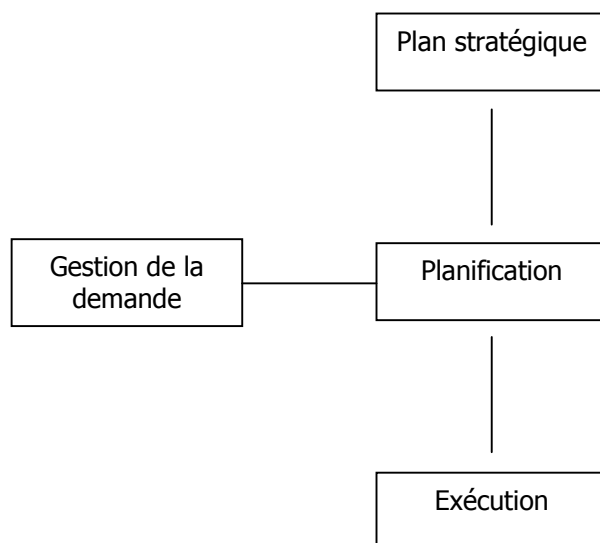 Plan stratégique
Gestion de la
demande
Planification
Exécution